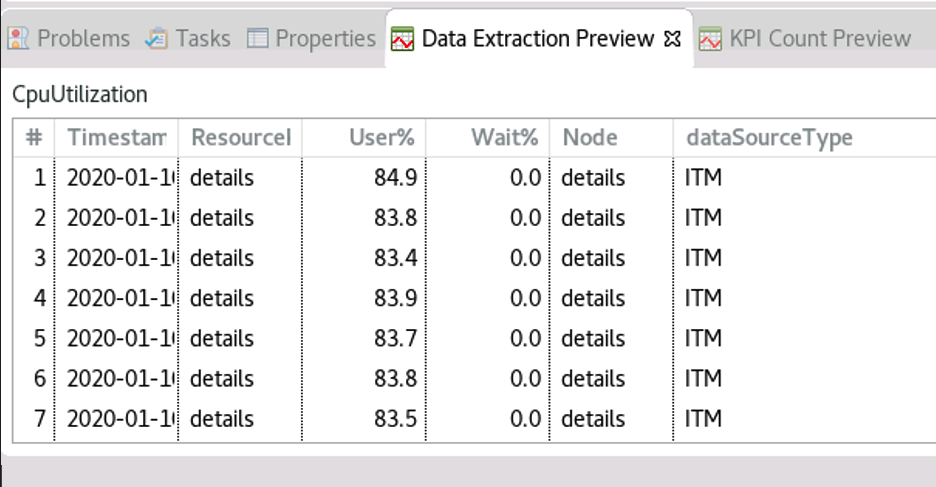 Problems Tasks Properties Data Extraction Preview KPI Count Preview
CpuUtilization
# Timestam ResourceI User% Wait% Node dataSourceType
1 2020-01-1 details 84.9 0.0 details ITM
2 2020-01-1 details 83.8 0.0 details ITM
3 2020-01-1 details 83.4 0.0 details ITM
4 2020-01-1 details 83.9 0.0 details ITM
5 2020-01-1 details 83.7 0.0 details ITM
6 2020-01-1 details 83.8 0.0 details ITM
7 2020-01-1 details 83.5 0.0 details ITM